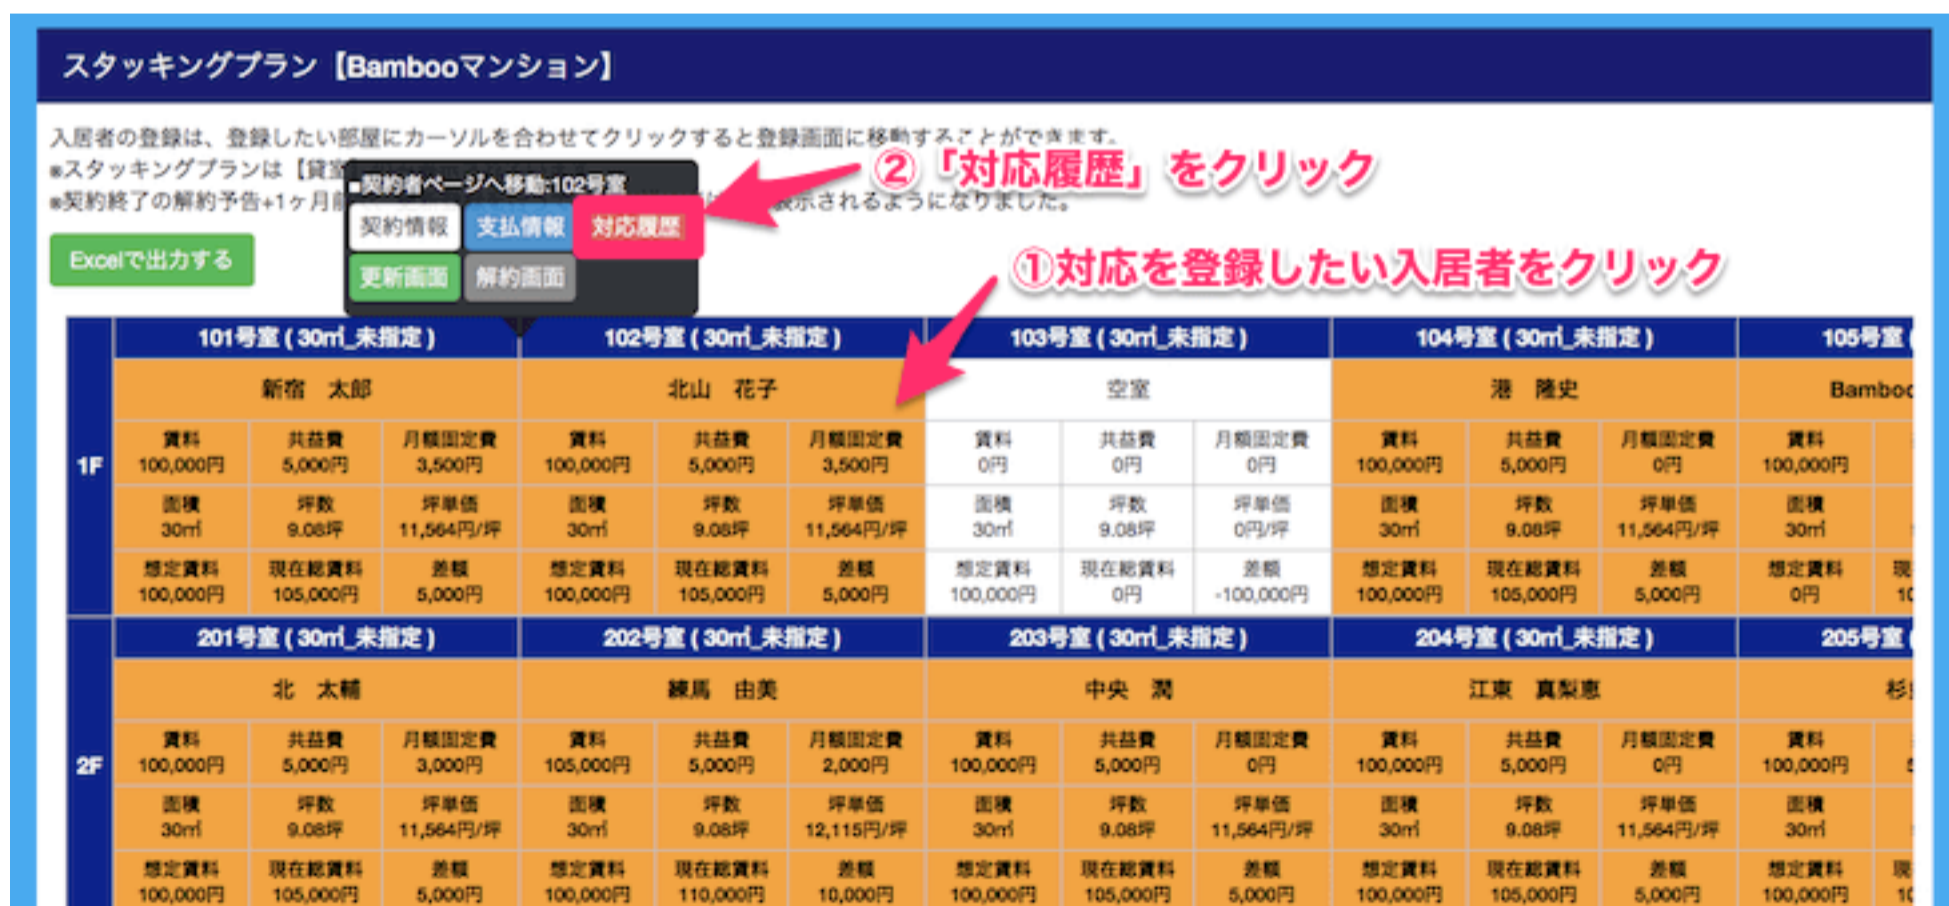 スタッキングプラン【Bambooマンション】
入居者の登録は、登録したい部屋にカーソルを合わせてクリックすると登録画面に移動することができます。
※スタッキングプランは【貸室
※契約終了の解約予告+1ヶ月前
表示されるようになりました。
■契約者ページへ移動:102号室
契約情報 支払情報 対応履歴
更新画面 解約画面
②「対応履歴」をクリック
①対応を登録したい入居者をクリック
Excelで出力する
101号室 ( 30㎡_未指定 ) 102号室 ( 30㎡_未指定 ) 103号室 ( 30㎡_未指定 ) 104号室 ( 30㎡_未指定 ) 105号室 (
新宿 太郎 北山 花子 空室 港 隆史 Bamboo
1F
賃料 共益費 月額固定費 賃料 共益費 月額固定費 賃料 共益費 月額固定費 賃料 共益費 月額固定費 賃料
100,000円 5,000円 3,500円 100,000円 5,000円 3,500円 0円 0円 0円 100,000円 5,000円 0円 100,000円
面積 坪数 坪単価 面積 坪数 坪単価 面積 坪数 坪単価 面積 坪数 坪単価 面積
30㎡ 9.08坪 11,564円/坪 30㎡ 9.08坪 11,564円/坪 30㎡ 9.08坪 0円/坪 30㎡ 9.08坪 11,564円/坪 30㎡
想定賃料 現在総賃料 差額 想定賃料 現在総賃料 差額 想定賃料 現在総賃料 差額 想定賃料 現在総賃料 差額 想定賃料 現
100,000円 105,000円 5,000円 100,000円 105,000円 5,000円 100,000円 0円 -100,000円 100,000円 105,000円 5,000円 0円 10
201号室 ( 30㎡_未指定 ) 202号室 ( 30㎡_未指定 ) 203号室 ( 30㎡_未指定 ) 204号室 ( 30㎡_未指定 ) 205号室 (
北 太輔 練馬 由美 中央 潤 江東 真梨恵 杉
2F
賃料 共益費 月額固定費 賃料 共益費 月額固定費 賃料 共益費 月額固定費 賃料 共益費 月額固定費 賃料
100,000円 5,000円 3,000円 105,000円 5,000円 2,000円 100,000円 5,000円 0円 100,000円 5,000円 0円 100,000円
面積 坪数 坪単価 面積 坪数 坪単価 面積 坪数 坪単価 面積 坪数 坪単価 面積
30㎡ 9.08坪 11,564円/坪 30㎡ 9.08坪 12,115円/坪 30㎡ 9.08坪 11,564円/坪 30㎡ 9.08坪 11,564円/坪 30㎡
想定賃料 現在総賃料 差額 想定賃料 現在総賃料 差額 想定賃料 現在総賃料 差額 想定賃料 現在総賃料 差額 想定賃料 現
100,000円 105,000円 5,000円 100,000円 110,000円 10,000円 100,000円 105,000円 5,000円 100,000円 105,000円 5,000円 100,000円 10